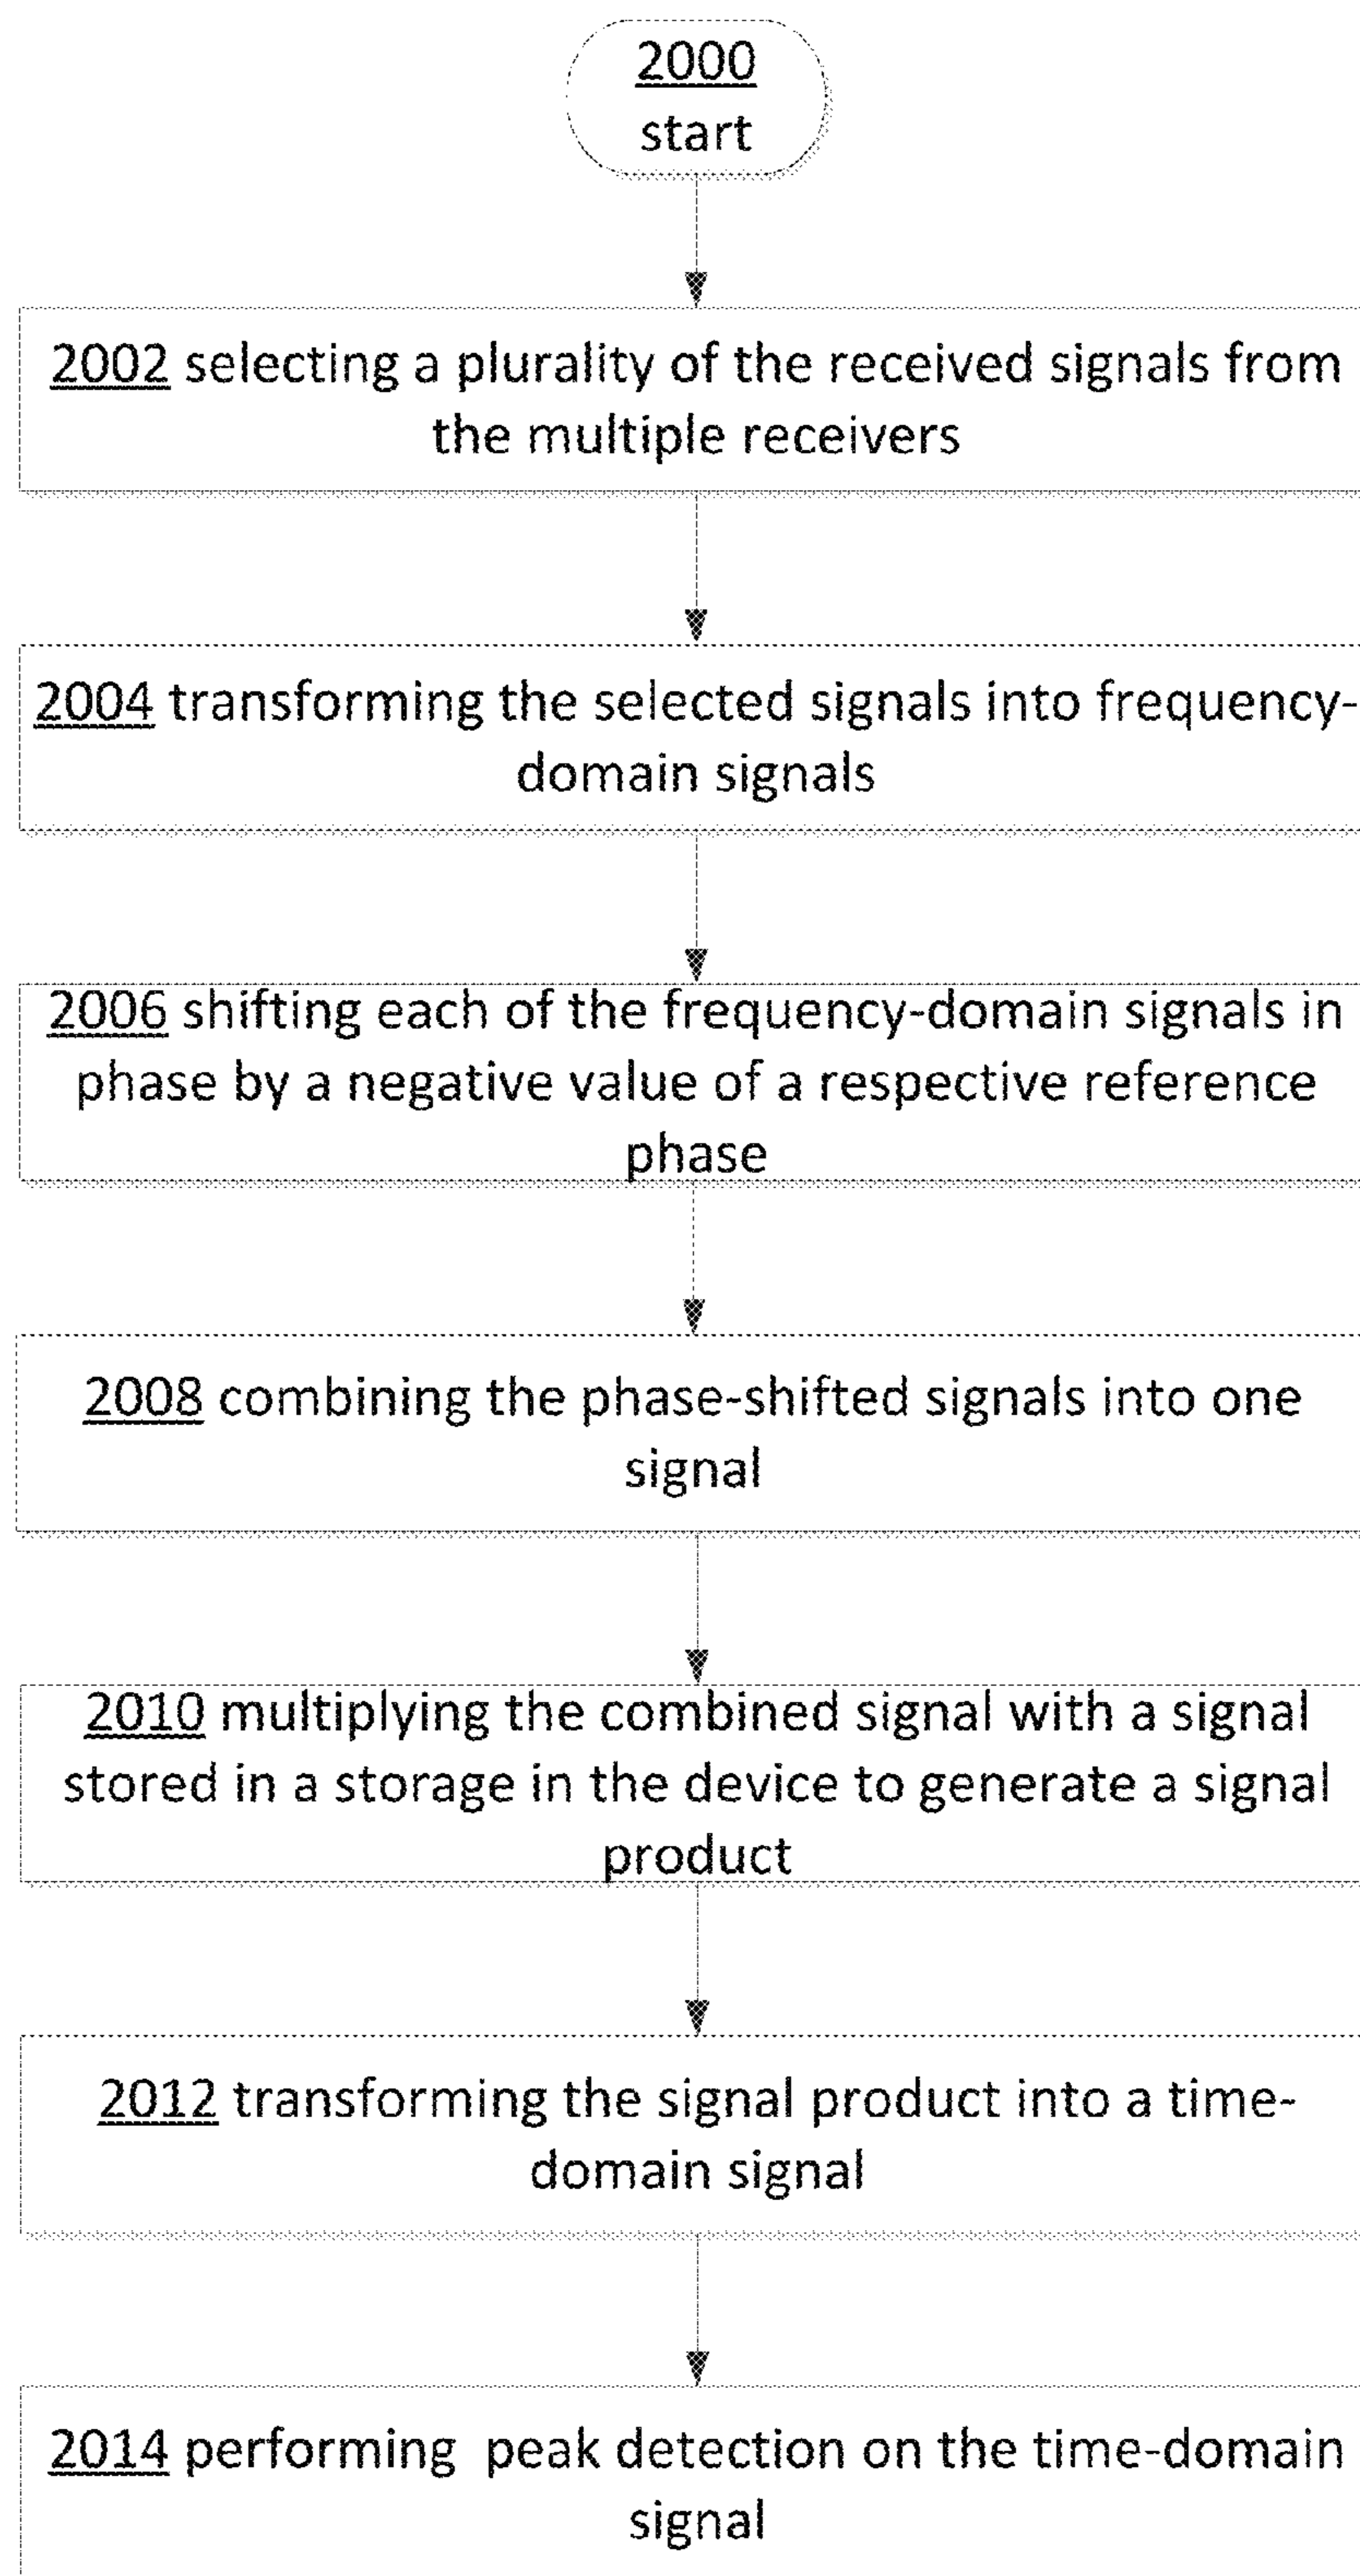 2000
start
2002 selecting a plurality of the received signals from
the multiple receivers
2004 transforming the selected signals into frequency-
domain signals
2006 shifting each of the frequency-domain signals in
phase by a negative value of a respective reference
phase
2008 combining the phase-shifted signals into one
signal
2010 multiplying the combined signal with a signal
stored in a storage in the device to generate a signal
product
2012 transforming the signal product into a time-
domain signal
2014 performing peak detection on the time-domain
signal